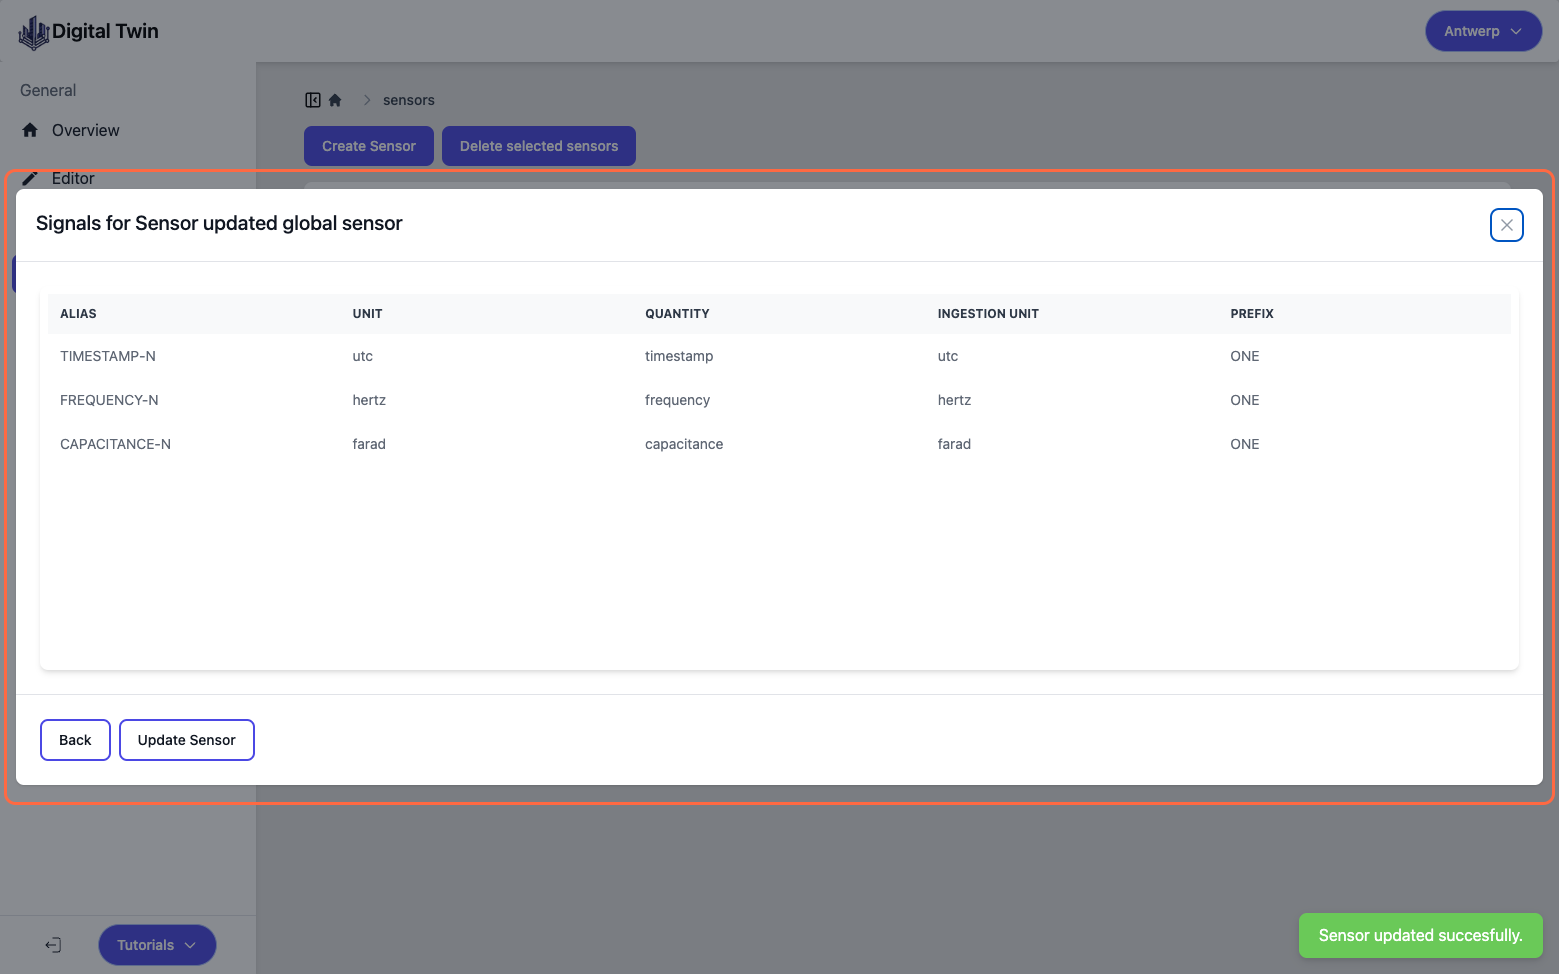 Digital Twin
Antwerp
General
Overview
Editor
sensors
Create Sensor
Delete selected sensors
Signals for Sensor updated global sensor
ALIAS UNIT QUANTITY INGESTION UNIT PREFIX
TIMESTAMP-N utc timestamp utc ONE
FREQUENCY-N hertz frequency hertz ONE
CAPACITANCE-N farad capacitance farad ONE
Back
Update Sensor
Tutorials
Sensor updated succesfully.